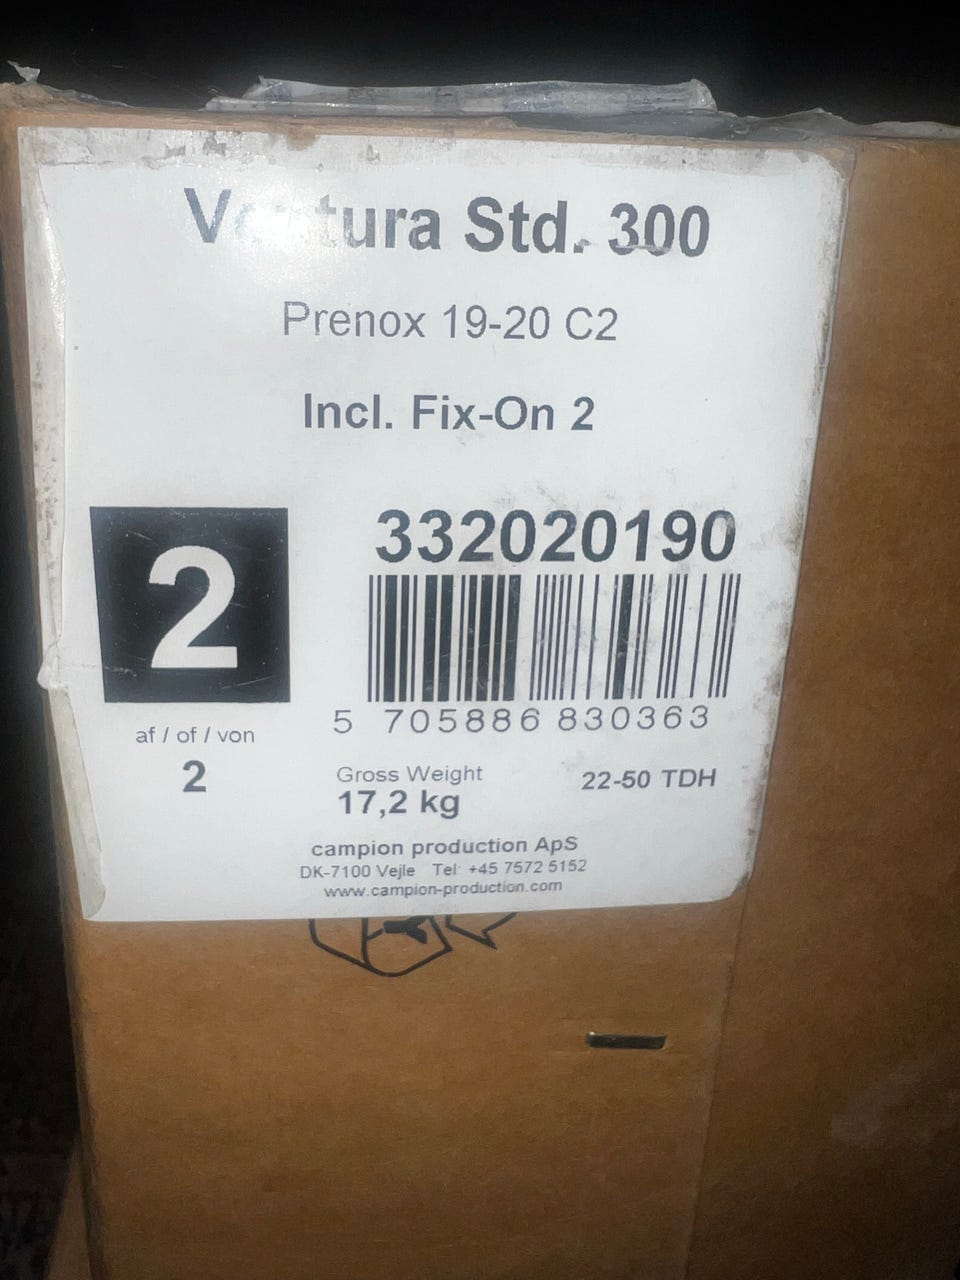 Ventura Std. 300
Prenox 19-20 C2
Incl. Fix-On 2
332020190
2
5 705886 830363
af / of / von
2
Gross Weight
17,2 kg
22-50 TDH
campion production ApS
DK-7100 Vejle Tel: +45 7572 5152
www.campion-production.com